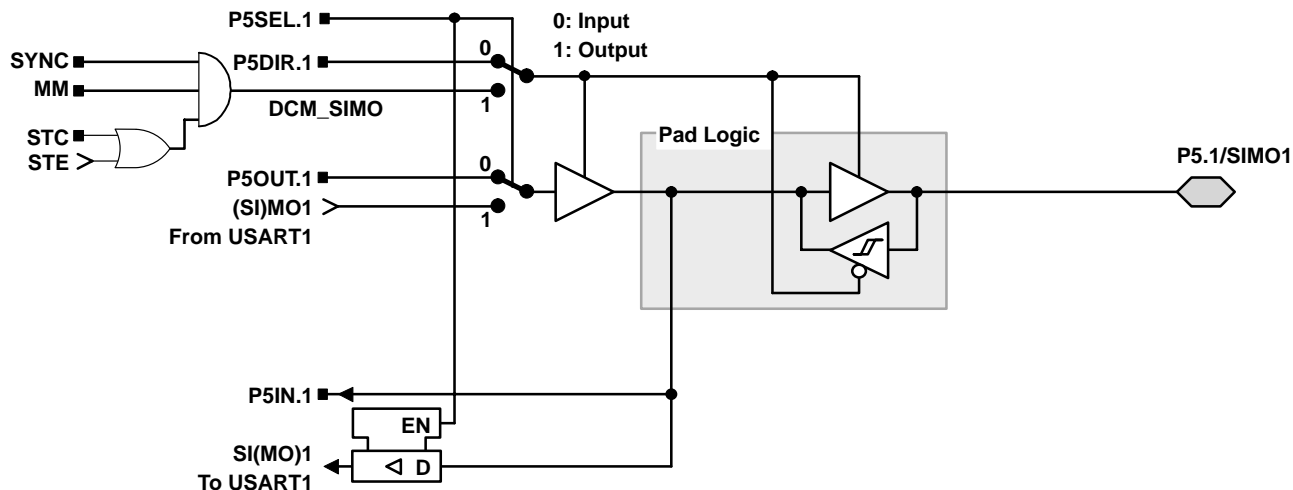 P5SEL.1
0: Input
1: Output
SYNC
P5DIR.1
0
MM
1
DCM_SIMO
STC
STE
Pad Logic
P5.1/SIMO1
P5OUT.1
0
(SI)MO1
1
From USART1
P5IN.1
EN
SI(MO)1
D
To USART1